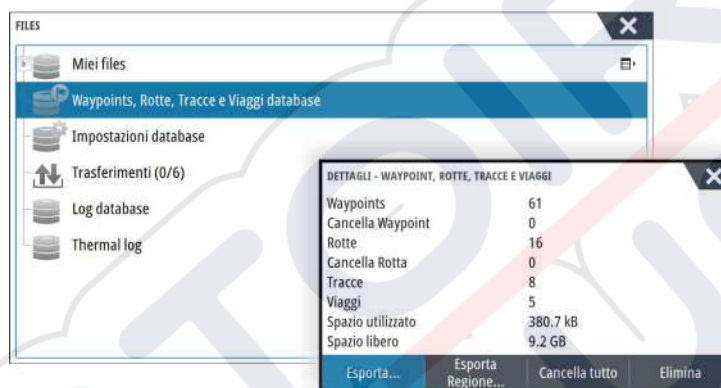 FILES
Miei files
Waypoints, Rotte, Tracce e Viaggi database
Impostazioni database
Trasferimenti (0/6)
Log database
Thermal log
DETTAGLI - WAYPOINT, ROTTE, TRACCE E VIAGGI
Waypoints 61
Cancella Waypoint 0
Rotte 16
Cancella Rotta 0
Tracce 8
Viaggi 5
Spazio utilizzato 380.7 kB
Spazio libero 9.2 GB
Esporta... Esporta Regione... Cancella tutto Elimina